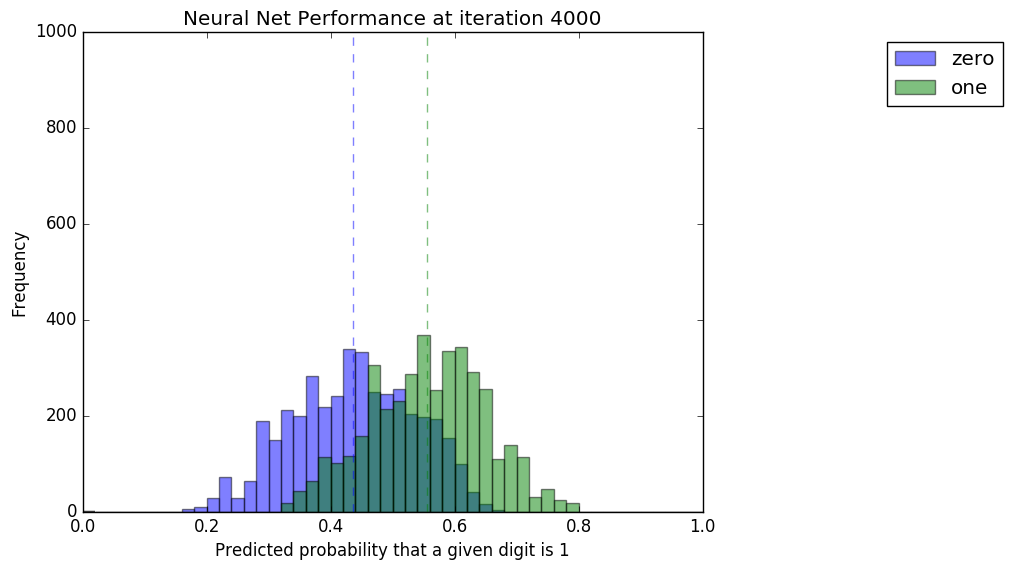 Neural Net Performance at iteration 4000
zero
one
1000
800
600
400
200
0
Frequency
0.0 0.2 0.4 0.6 0.8 1.0
Predicted probability that a given digit is 1